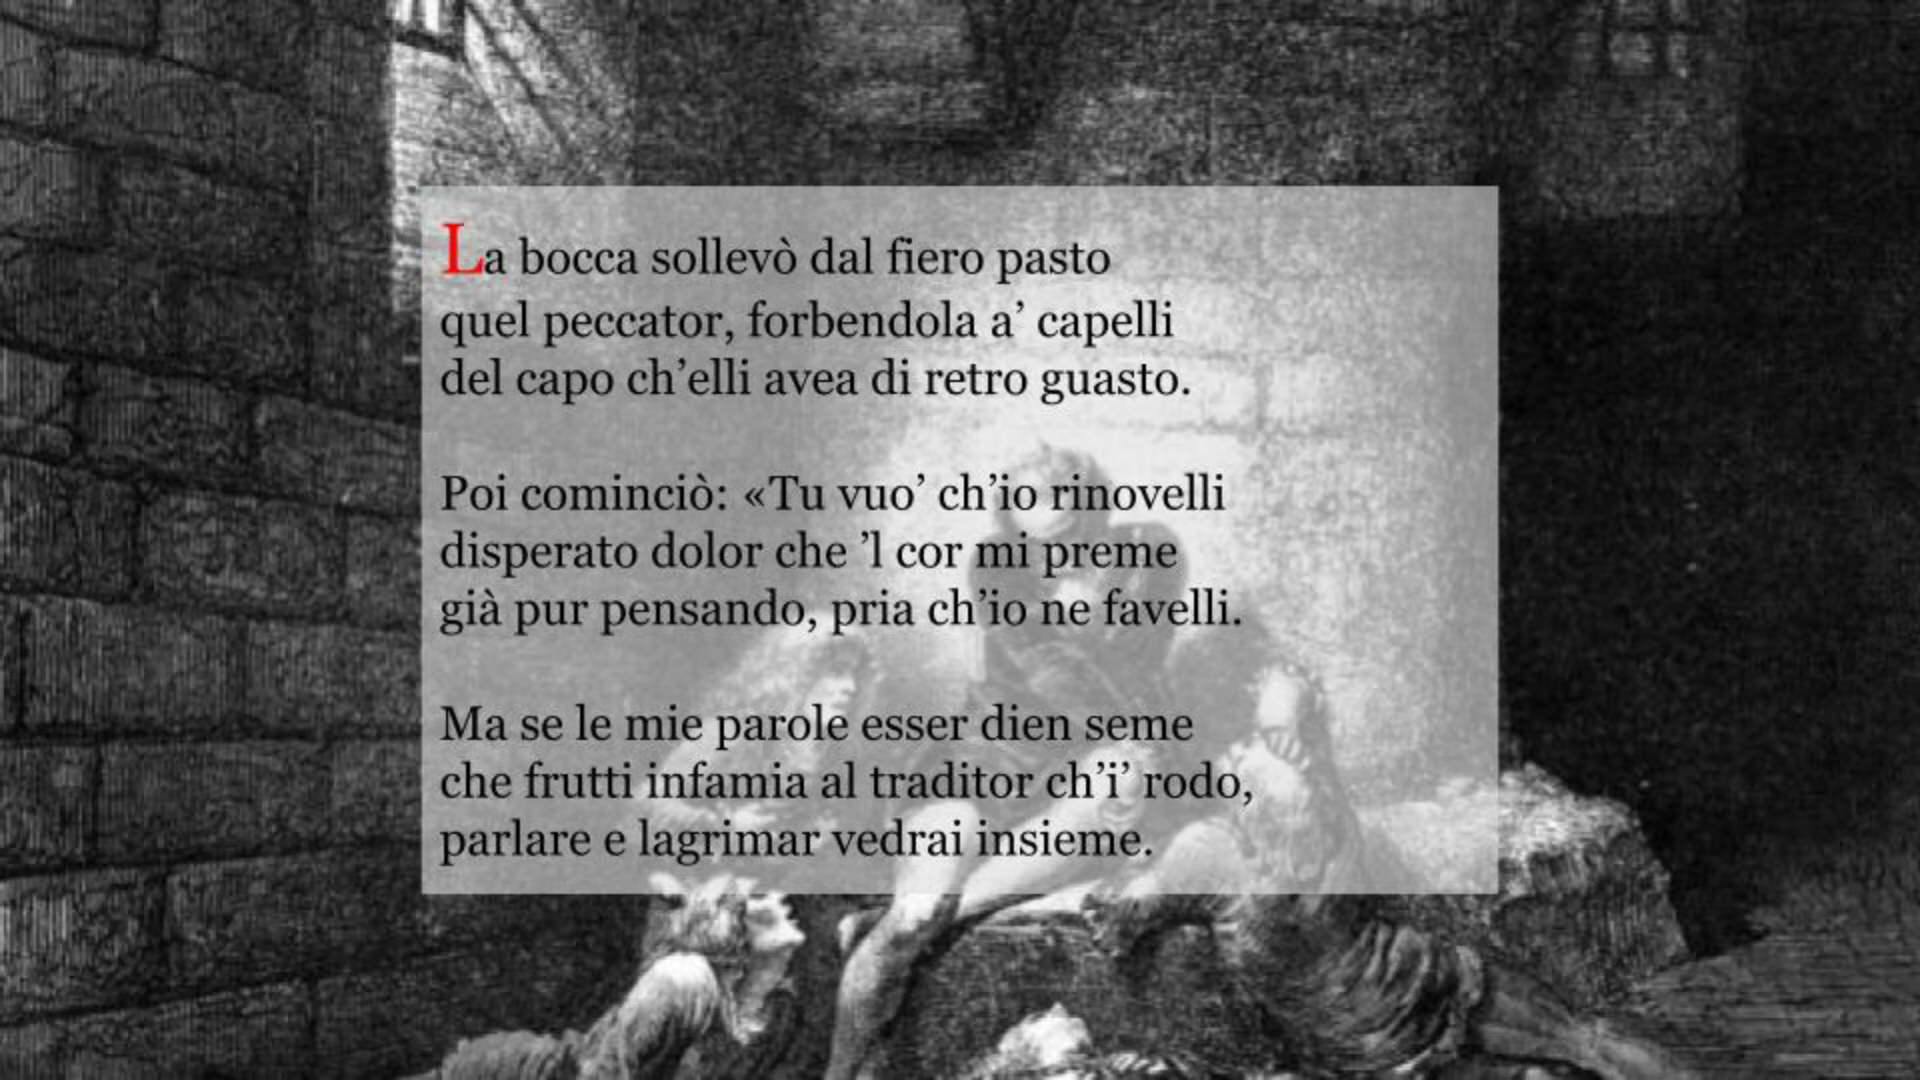 La bocca sollevò dal fiero pasto
quel peccator, forbendola a’ capelli
del capo ch’elli avea di retro guasto.
Poi cominciò: «Tu vuo’ ch’io rinovelli
disperato dolor che ’l cor mi preme
già pur pensando, pria ch’io ne favelli.
Ma se le mie parole esser dien seme
che frutti infamia al traditor ch’i’ rodo,
parlare e lagrimar vedrai insieme.